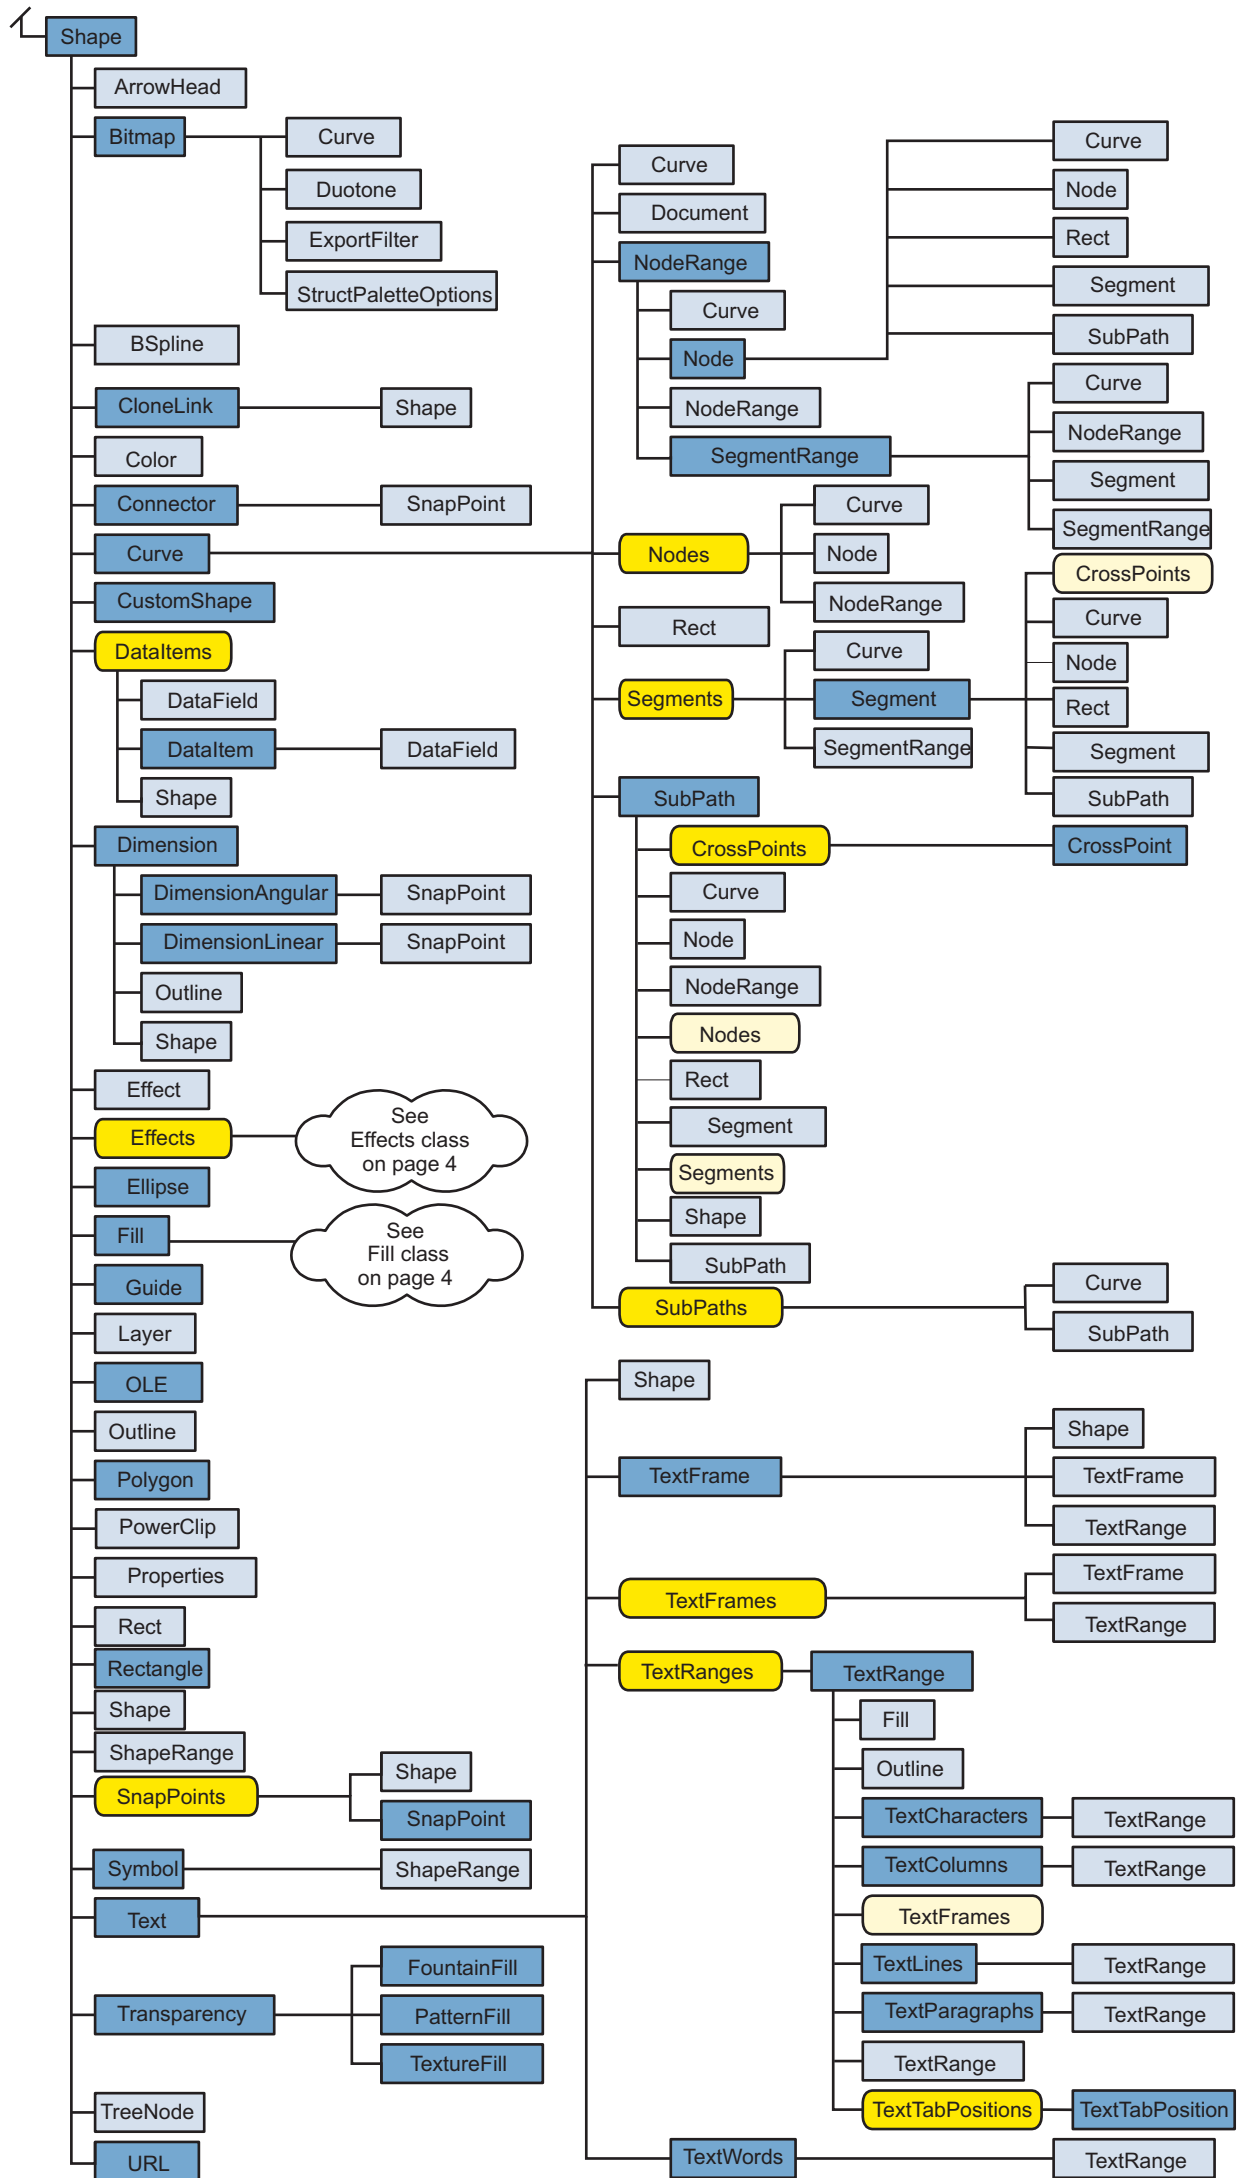 Shape
ArrowHead
Bitmap
Curve
Duotone
ExportFilter
StructPaletteOptions
BSpline
CloneLink
Shape
Color
Connector
SnapPoint
Curve
CustomShape
DataItems
DataField
DataItem
DataField
Shape
Dimension
DimensionAngular
SnapPoint
DimensionLinear
SnapPoint
Outline
Shape
Effect
Effects
See
Effects class
on page 4
Ellipse
Fill
See
Fill class
on page 4
Guide
Layer
OLE
Outline
Polygon
PowerClip
Properties
Rect
Rectangle
Shape
ShapeRange
SnapPoints
Shape
SnapPoint
Symbol
ShapeRange
Text
Transparency
FountainFill
PatternFill
TextureFill
TreeNode
URL
Curve
Document
NodeRange
Curve
Node
Curve
Node
Rect
Segment
SubPath
NodeRange
SegmentRange
Curve
NodeRange
Segment
SegmentRange
Nodes
Curve
Node
NodeRange
Rect
Segments
Curve
Segment
CrossPoints
Curve
Node
Rect
Segment
SubPath
SegmentRange
SubPath
CrossPoints
CrossPoint
Curve
Node
NodeRange
Nodes
Rect
Segment
Segments
Shape
SubPath
SubPaths
Curve
SubPath
Shape
TextFrame
Shape
TextFrame
TextRange
TextFrames
TextFrame
TextRange
TextRanges
TextRange
Fill
Outline
TextCharacters
TextRange
TextColumns
TextRange
TextFrames
TextLines
TextRange
TextParagraphs
TextRange
TextRange
TextTabPositions
TextTabPosition
TextWords
TextRange